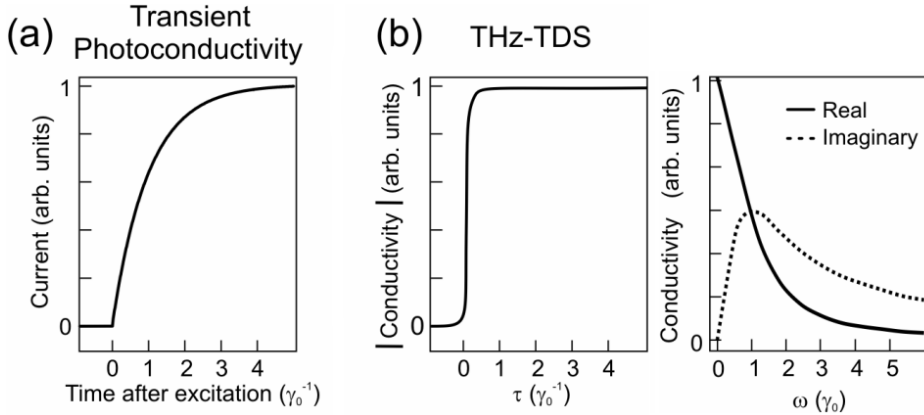 (a)
Transient
Photoconductivity
Current (arb. units)
1
0
0 1 2 3 4
Time after excitation (γ₀⁻¹)
(b)
THz-TDS
| Conductivity | (arb. units)
1
0
0 1 2 3 4
τ (γ₀⁻¹)
Conductivity (arb. units)
1
0
Real
Imaginary
0 1 2 3 4 5
ω (γ₀)